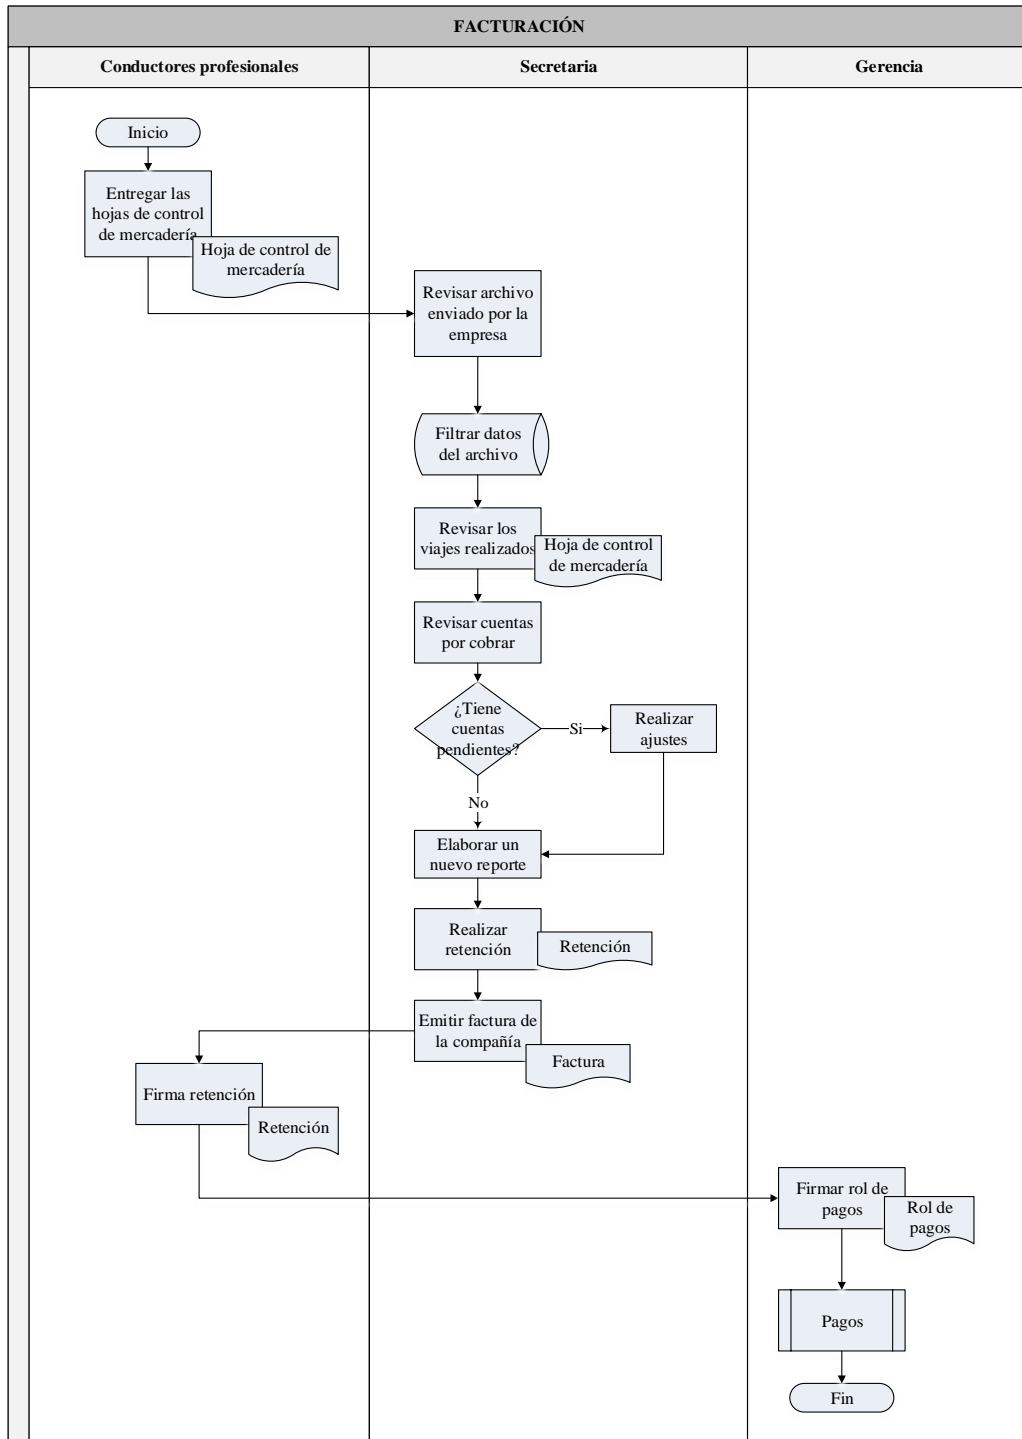 FACTURACIÓN
Conductores profesionales
Secretaria
Gerencia
Inicio
Entregar las
hojas de control
de mercadería
Hoja de control de
mercadería
Revisar archivo
enviado por la
empresa
Filtrar datos
del archivo
Revisar los
viajes realizados
Hoja de control
de mercadería
Revisar cuentas
por cobrar
¿Tiene
cuentas
pendientes?
Si
Realizar
ajustes
No
Elaborar un
nuevo reporte
Realizar
retención
Retención
Emitir factura de
la compañía
Factura
Firma retención
Retención
Firmar rol de
pagos
Rol de
pagos
Pagos
Fin